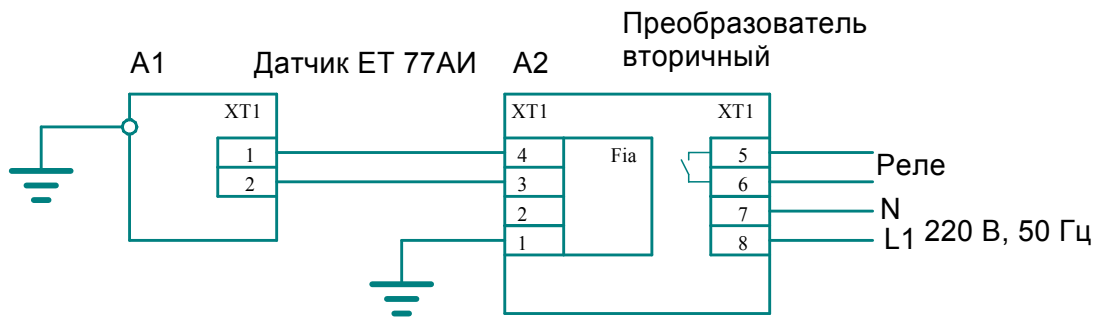 Преобразователь
вторичный
A1
Датчик ЕТ 77АИ
A2
XT1
1
2
XT1
4
3
2
1
Fia
XT1
5
6
7
8
Реле
N
L1
220 В, 50 Гц